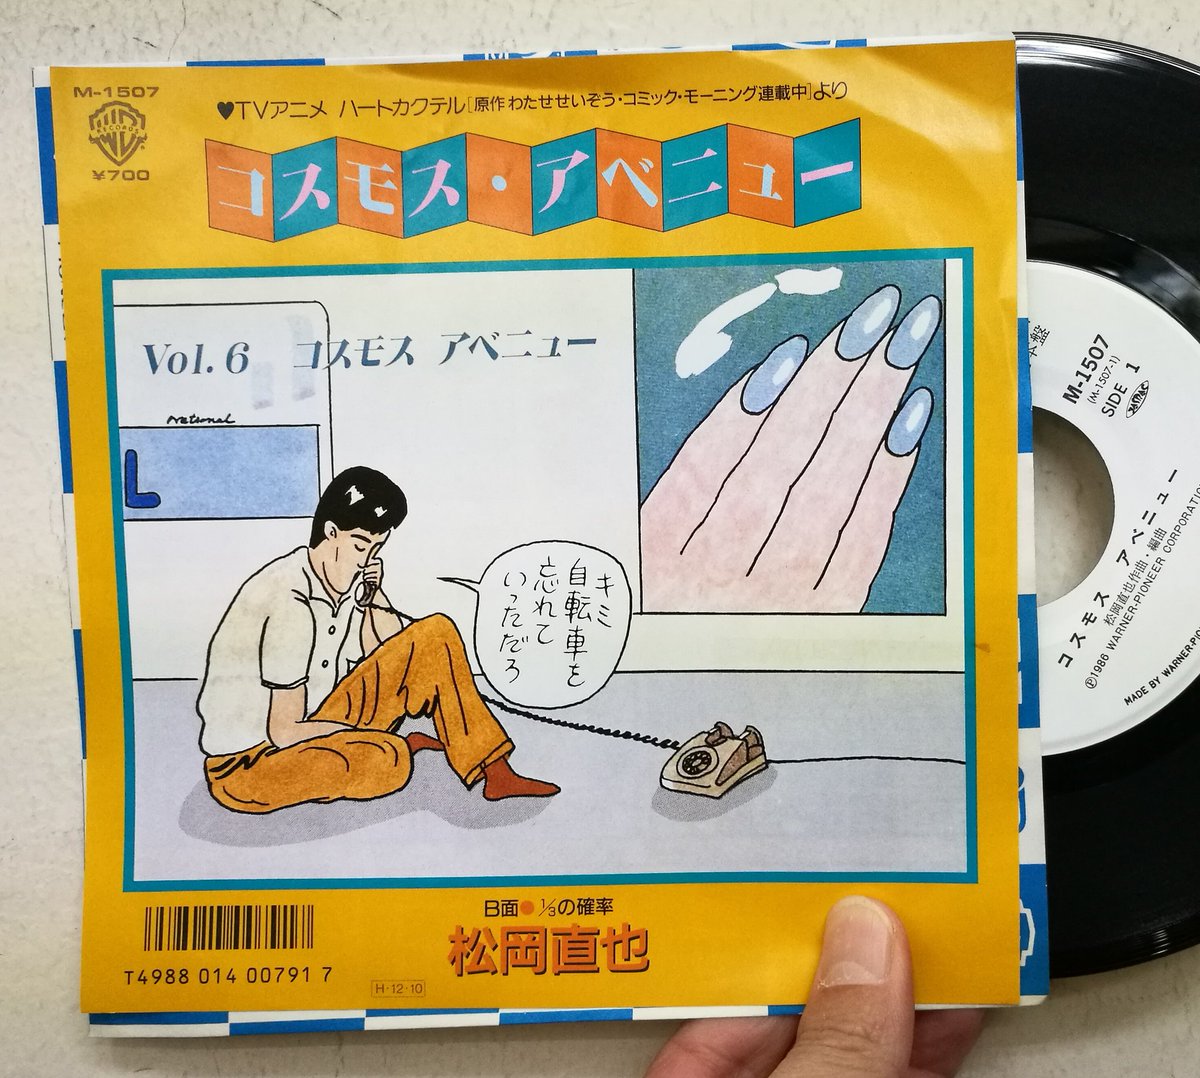 M-1507
WARNER RECORDS
¥700
♥TVアニメ ハートカクテル[原作 わたせせいぞう・コミック・モーニング連載中]より
コスモス・アベニュー
Vol.6 コスモス アベニュー
National
L
キミ
自転車を
忘れて
いっただろ
B面●⅓の確率
松岡直也
T4988 014 00791 7
H・12・10
M-1507
(M-1507-1)
SIDE 1
コスモス アベニュー
松岡直也作曲・編曲
Ⓟ1986 WARNER-PIONEER CORPORATION
MADE BY WARNER-PI